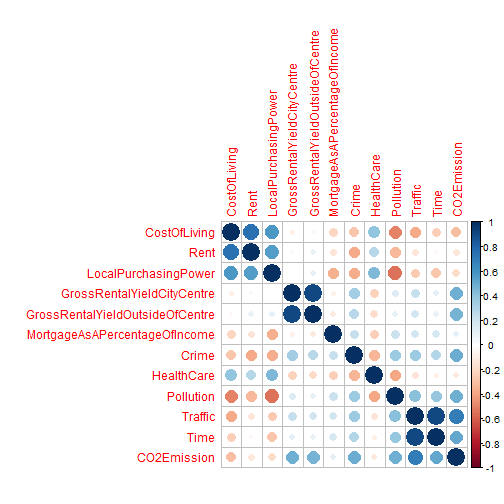 CostOfLiving
Rent
LocalPurchasingPower
GrossRentalYieldCityCentre
GrossRentalYieldOutsideOfCentre
MortgageAsAPercentageOfIncome
Crime
HealthCare
Pollution
Traffic
Time
CO2Emission
CostOfLiving
Rent
LocalPurchasingPower
GrossRentalYieldCityCentre
GrossRentalYieldOutsideOfCentre
MortgageAsAPercentageOfIncome
Crime
HealthCare
Pollution
Traffic
Time
CO2Emission
1
0.8
0.6
0.4
0.2
0
-0.2
-0.4
-0.6
-0.8
-1